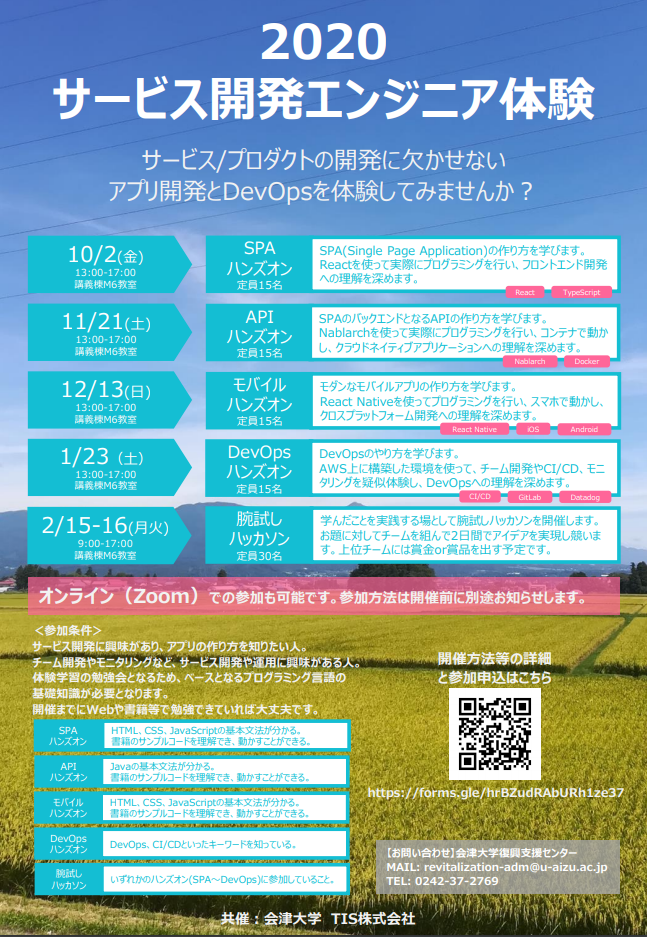 2020
サービス開発エンジニア体験
サービス/プロダクトの開発に欠かせない
アプリ開発とDevOpsを体験してみませんか？
10/2(金)
13:00-17:00
講義棟M6教室
SPA
ハンズオン
定員15名
SPA(Single Page Application)の作り方を学びます。
Reactを使って実際にプログラミングを行い、フロントエンド開発
への理解を深めます。
React
TypeScript
11/21(土)
13:00-17:00
講義棟M6教室
API
ハンズオン
定員15名
SPAのバックエンドとなるAPIの作り方を学びます。
Nablarchを使って実際にプログラミングを行い、コンテナで動か
し、クラウドネイティブアプリケーションへの理解を深めます。
Nablarch
Docker
12/13(日)
13:00-17:00
講義棟M6教室
モバイル
ハンズオン
定員15名
モダンなモバイルアプリの作り方を学びます。
React Nativeを使ってプログラミングを行い、スマホで動かし、
クロスプラットフォーム開発への理解を深めます。
React Native
iOS
Android
1/23（土）
13:00-17:00
講義棟M6教室
DevOps
ハンズオン
定員15名
DevOpsのやり方を学びます。
AWS上に構築した環境を使って、チーム開発やCI/CD、モニ
タリングを疑似体験し、DevOpsへの理解を深めます。
CI/CD
GitLab
Datadog
2/15-16(月火)
9:00-17:00
講義棟M6教室
腕試し
ハッカソン
定員30名
学んだことを実践する場として腕試しハッカソンを開催します。
お題に対してチームを組んで2日間でアイデアを実現し競いま
す。上位チームには賞金or賞品を出す予定です。
オンライン（Zoom）での参加も可能です。参加方法は開催前に別途お知らせします。
＜参加条件＞
サービス開発に興味があり、アプリの作り方を知りたい人。
チーム開発やモニタリングなど、サービス開発や運用に興味がある人。
体験学習の勉強会となるため、ベースとなるプログラミング言語の
基礎知識が必要となります。
開催までにWebや書籍等で勉強できていれば大丈夫です。
SPA
ハンズオン
HTML、CSS、JavaScriptの基本文法が分かる。
書籍のサンプルコードを理解でき、動かすことができる。
API
ハンズオン
Javaの基本文法が分かる。
書籍のサンプルコードを理解でき、動かすことができる。
モバイル
ハンズオン
HTML、CSS、JavaScriptの基本文法が分かる。
書籍のサンプルコードを理解でき、動かすことができる。
DevOps
ハンズオン
DevOps、CI/CDといったキーワードを知っている。
腕試し
ハッカソン
いずれかのハンズオン(SPA～DevOps)に参加していること。
開催方法等の詳細
と参加申込はこちら
https://forms.gle/hrBZudRAbURh1ze37
【お問い合わせ】会津大学復興支援センター
MAIL: revitalization-adm@u-aizu.ac.jp
TEL: 0242-37-2769
共催：会津大学 TIS株式会社